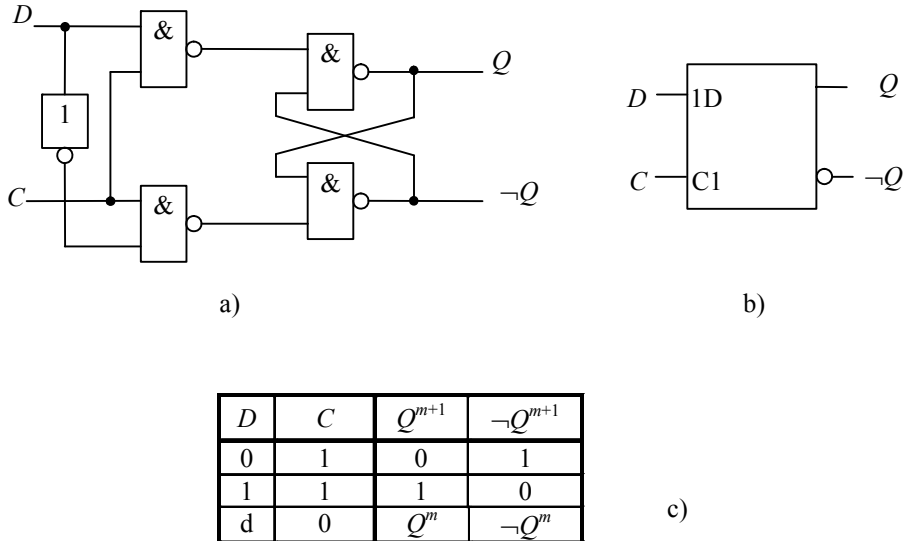 D
&
&
Q
1
C
&
&
¬Q
a)
D
1D
Q
C
C1
¬Q
b)
D C Q^{m+1} ¬Q^{m+1}
0 1 0 1
1 1 1 0
d 0 Q^m ¬Q^m
c)